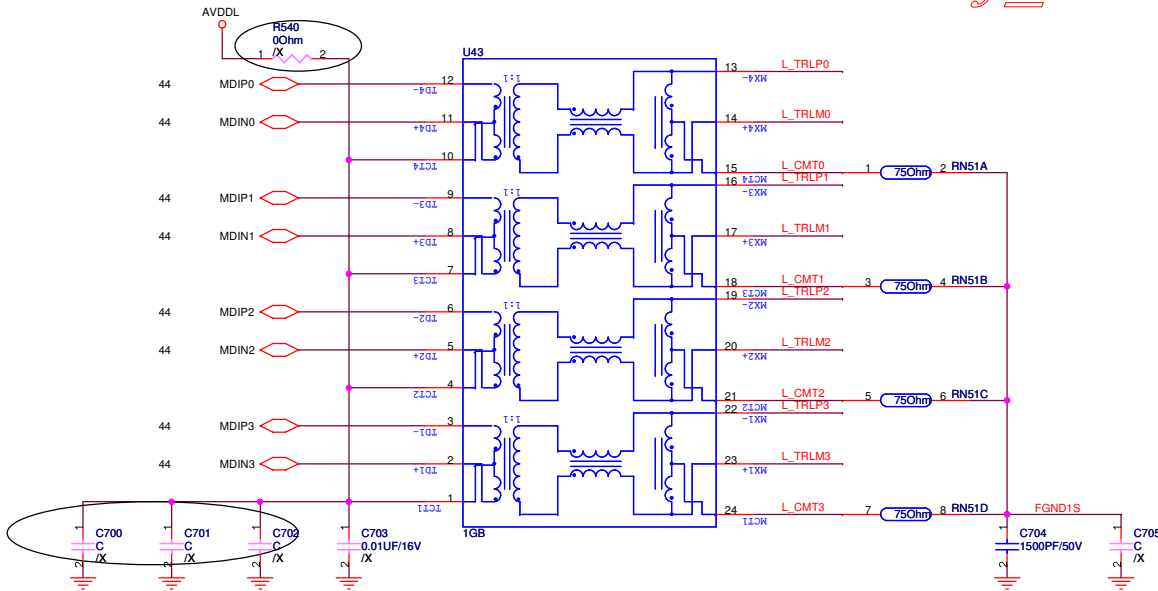 AVDDL
R540
0Ohm
/X
1 2
U43
44 MDIP0 12 TD4- 1:1 13 MX4- L_TRLP0
44 MDIN0 11 TD4+ 14 MX4+ L_TRLM0
10 TCT4 15 MCT4 L_CMT0 1 75Ohm 2 RN51A
44 MDIP1 9 TD3- 1:1 16 MX3- L_TRLP1
44 MDIN1 8 TD3+ 17 MX3+ L_TRLM1
7 TCT3 18 MCT3 L_CMT1 3 75Ohm 4 RN51B
44 MDIP2 6 TD2- 1:1 19 MX2- L_TRLP2
44 MDIN2 5 TD2+ 20 MX2+ L_TRLM2
4 TCT2 21 MCT2 L_CMT2 5 75Ohm 6 RN51C
44 MDIP3 3 TD1- 1:1 22 MX1- L_TRLP3
44 MDIN3 2 TD1+ 23 MX1+ L_TRLM3
1 TCT1 24 MCT1 L_CMT3 7 75Ohm 8 RN51D FGND1S
1GB
1 C700 C /X 2
1 C701 C /X 2
1 C702 C /X 2
1 C703 0.01UF/16V 2
1 C704 1500PF/50V 2
1 C705 C /X 2